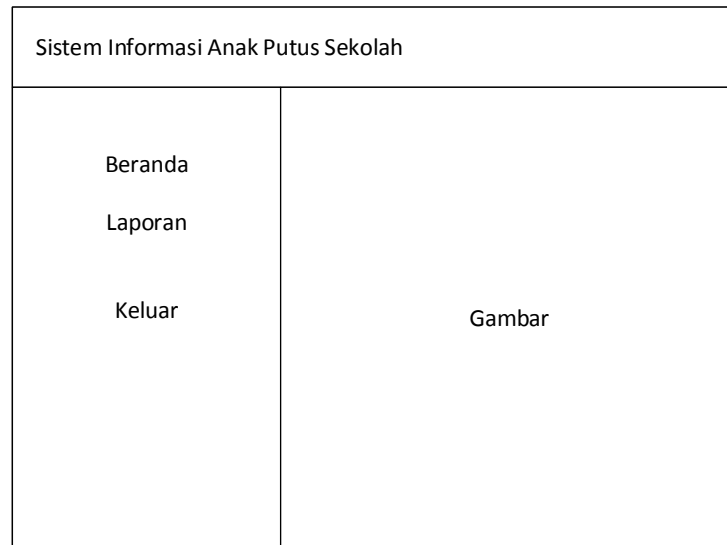 Sistem Informasi Anak Putus Sekolah
Beranda
Laporan
Keluar
Gambar